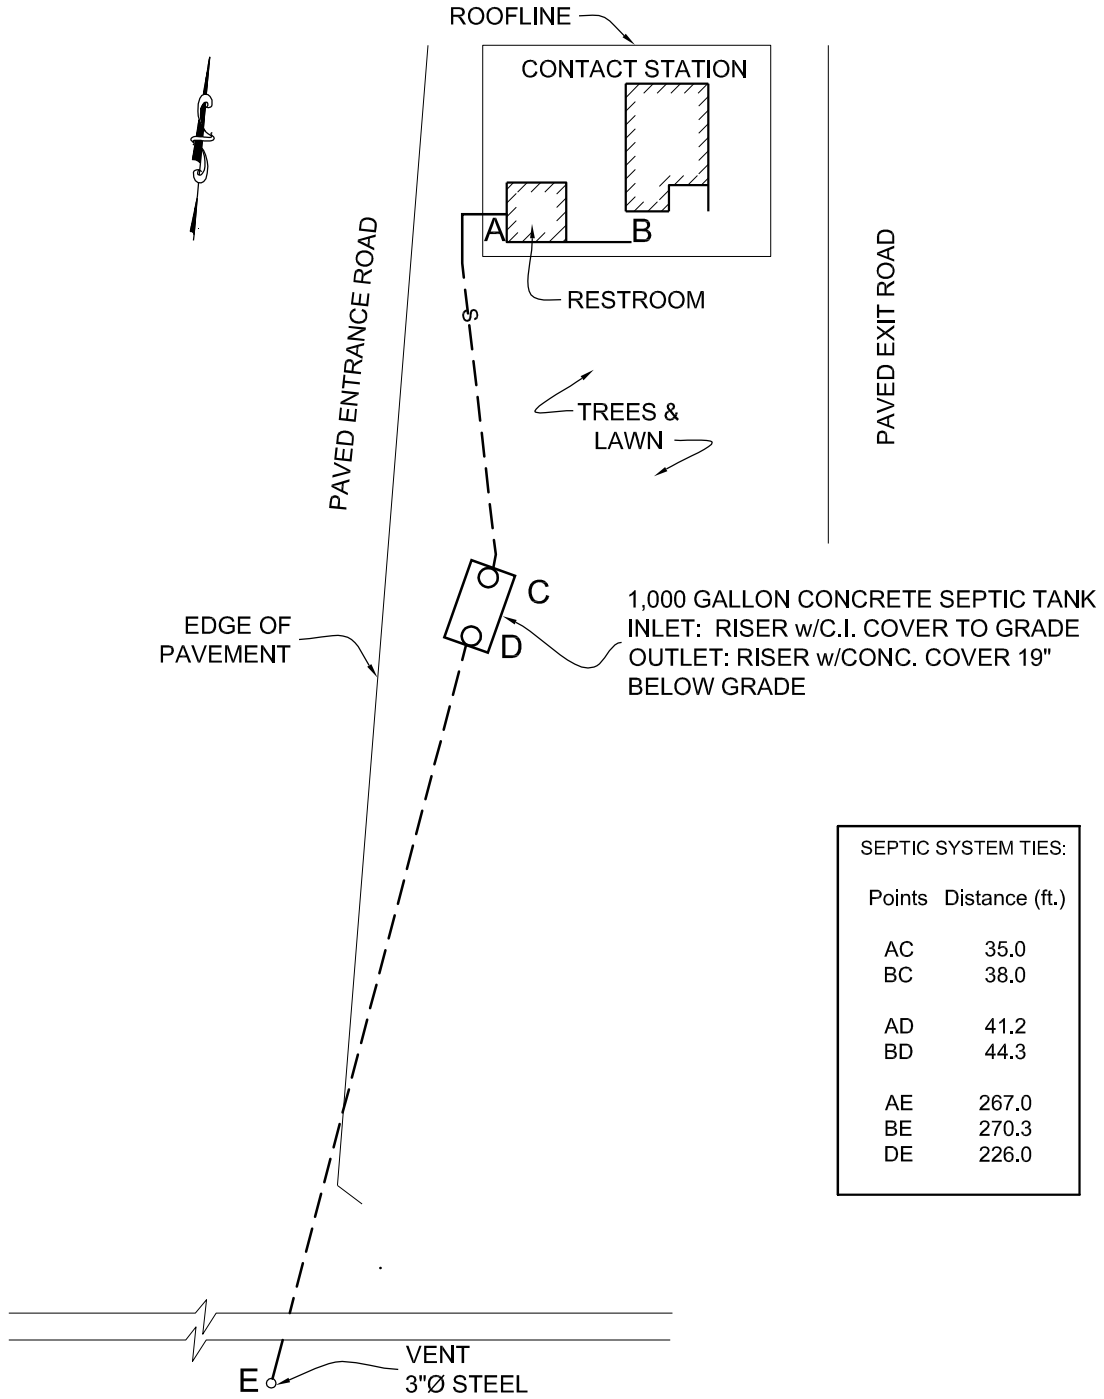 ROOFLINE
CONTACT STATION
A
B
RESTROOM
PAVED ENTRANCE ROAD
PAVED EXIT ROAD
S
TREES &
LAWN
C
D
1,000 GALLON CONCRETE SEPTIC TANK
INLET: RISER w/C.I. COVER TO GRADE
OUTLET: RISER w/CONC. COVER 19"
BELOW GRADE
EDGE OF
PAVEMENT
SEPTIC SYSTEM TIES:
Points Distance (ft.)
AC 35.0
BC 38.0
AD 41.2
BD 44.3
AE 267.0
BE 270.3
DE 226.0
VENT
3"Ø STEEL
E